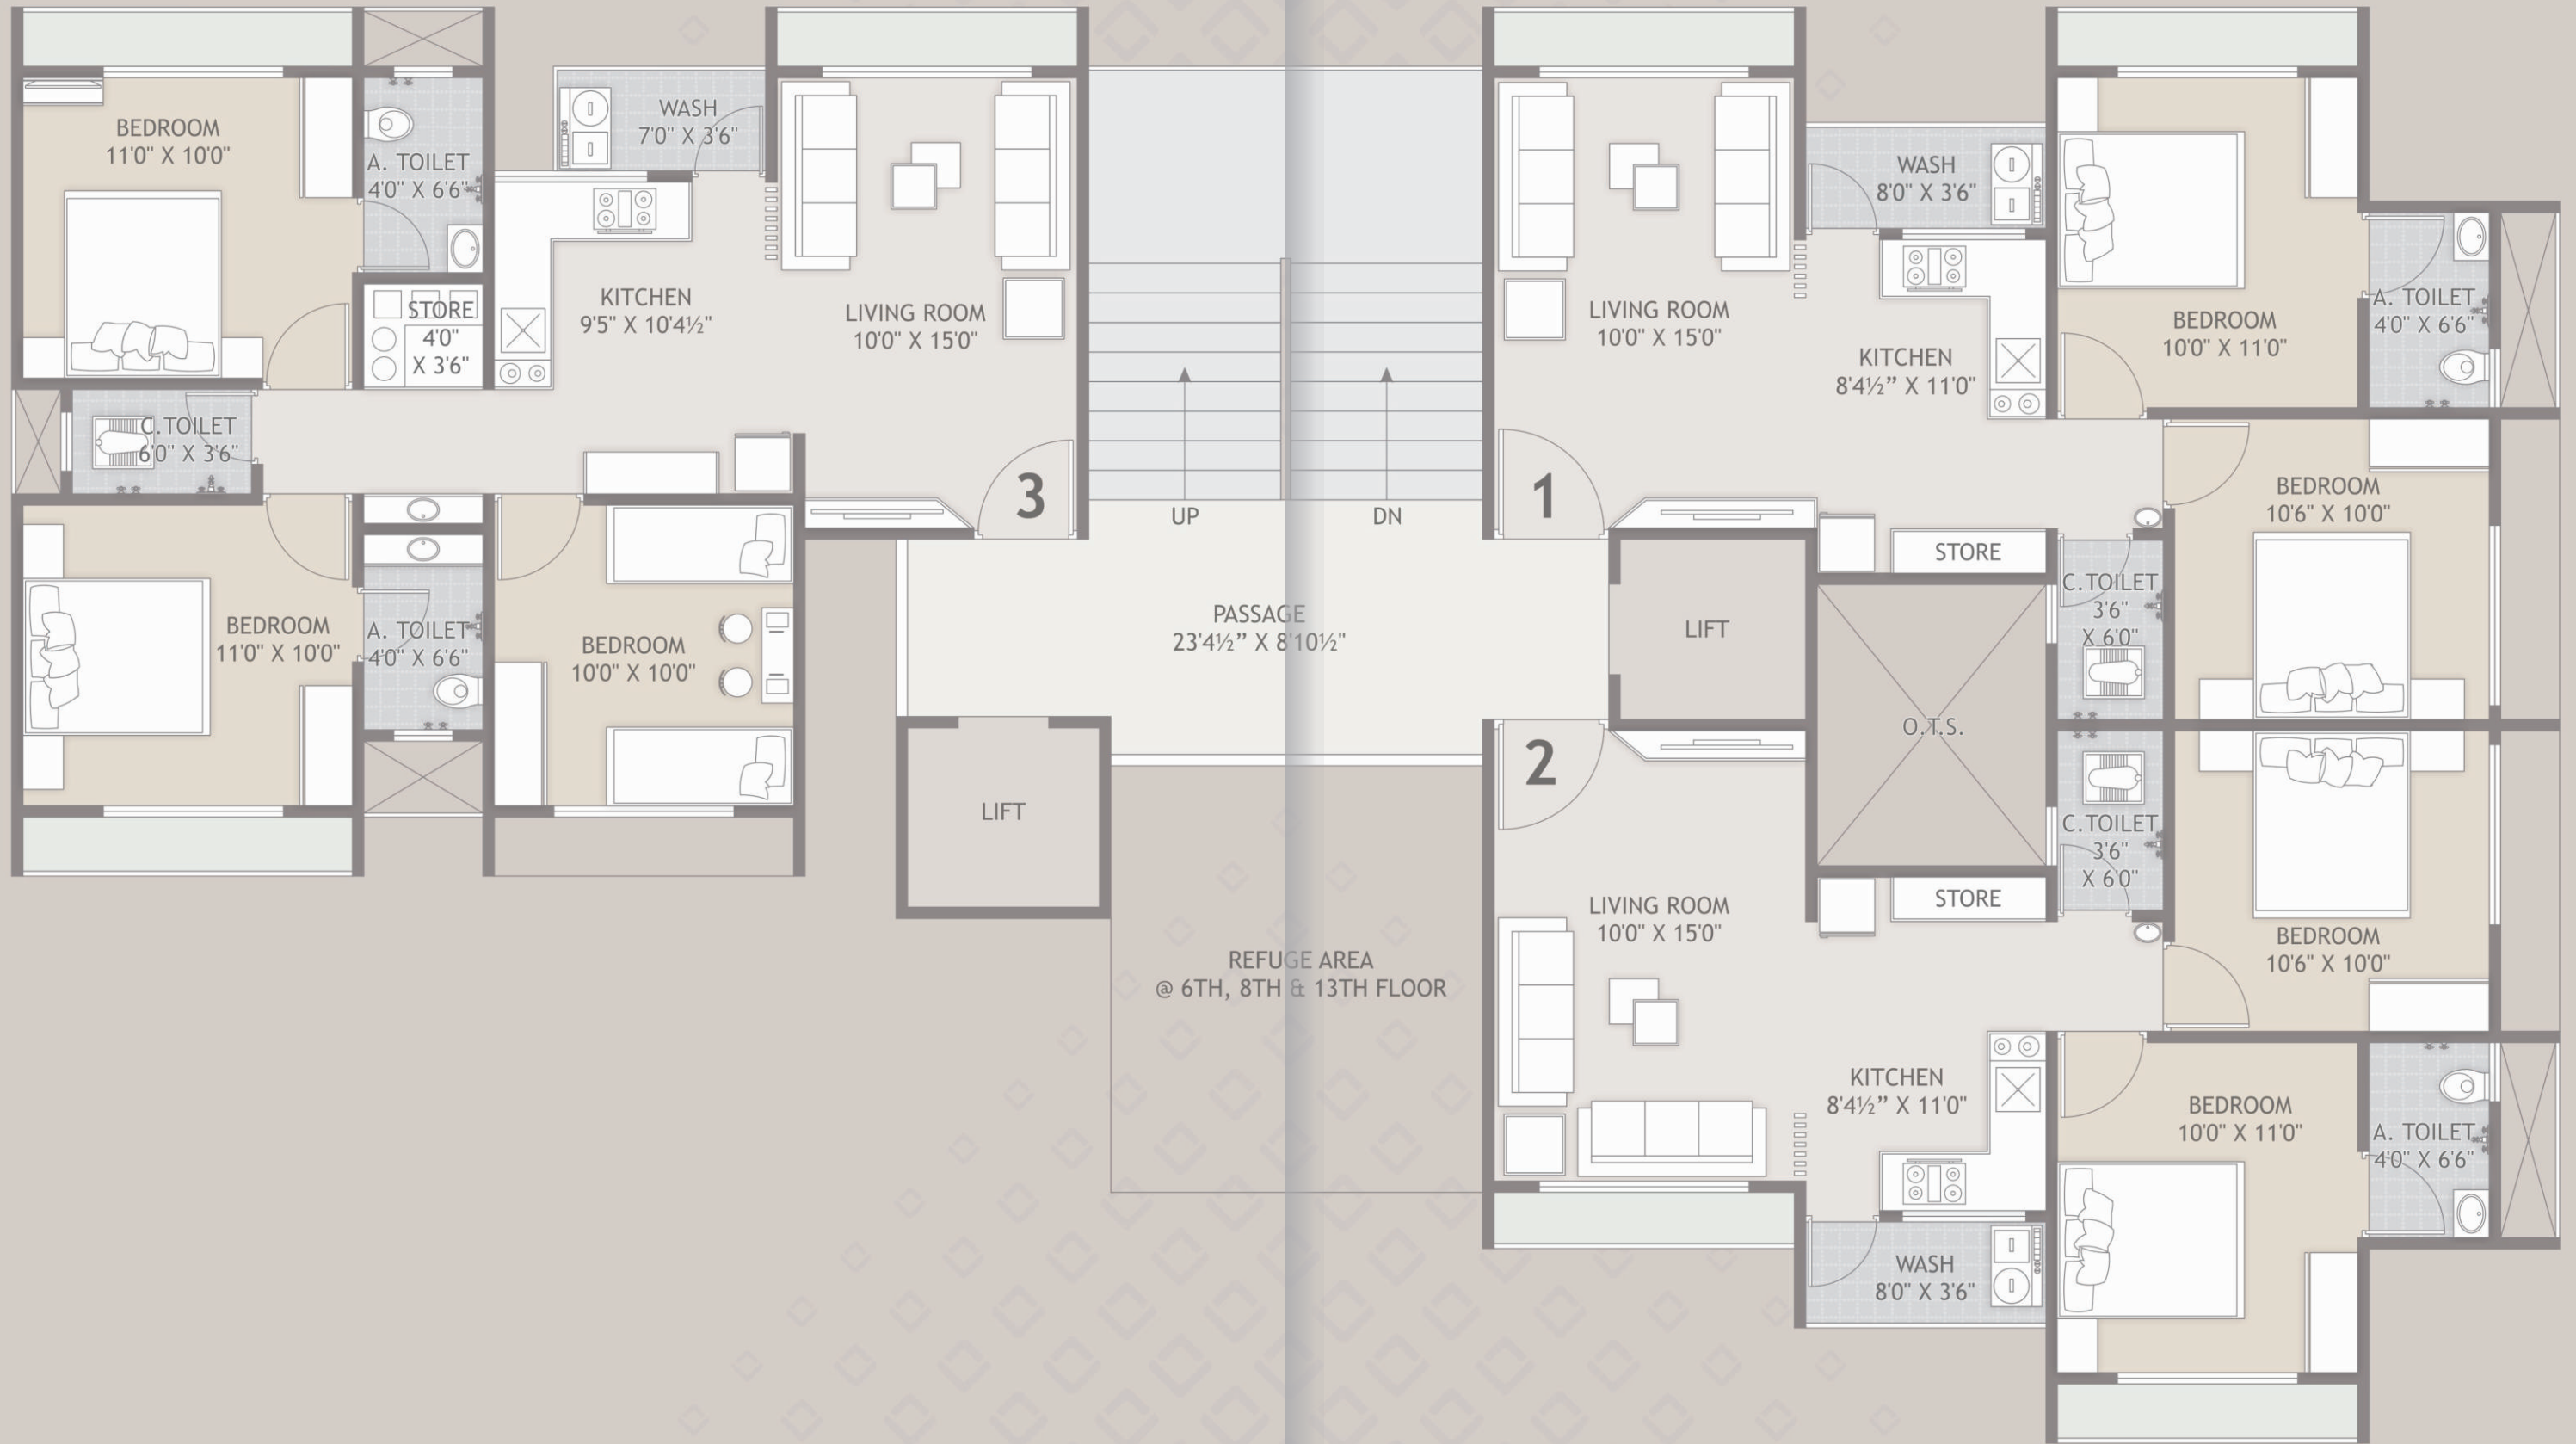 BEDROOM
11'0" X 10'0"
A. TOILET
4'0" X 6'6"
WASH
7'0" X 3'6"
STORE
4'0"
X 3'6"
KITCHEN
9'5" X 10'4½"
LIVING ROOM
10'0" X 15'0"
C.TOILET
6'0" X 3'6"
3
BEDROOM
11'0" X 10'0"
A. TOILET
4'0" X 6'6"
BEDROOM
10'0" X 10'0"
UP
DN
PASSAGE
23'4½” X 8'10½"
LIFT
LIFT
REFUGE AREA
@ 6TH, 8TH & 13TH FLOOR
LIVING ROOM
10'0" X 15'0"
WASH
8'0" X 3'6"
KITCHEN
8'4½” X 11'0"
BEDROOM
10'0" X 11'0"
A. TOILET
4'0" X 6'6"
1
STORE
BEDROOM
10'6" X 10'0"
C.TOILET
3'6"
X 6'0"
O.T.S.
2
C.TOILET
3'6"
X 6'0"
STORE
LIVING ROOM
10'0" X 15'0"
BEDROOM
10'6" X 10'0"
KITCHEN
8'4½” X 11'0"
BEDROOM
10'0" X 11'0"
A. TOILET
4'0" X 6'6"
WASH
8'0" X 3'6"